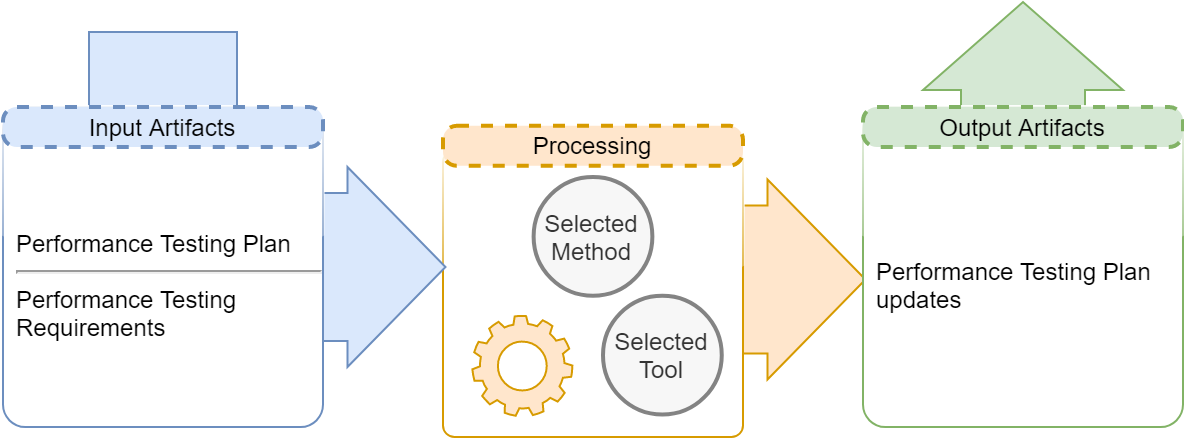 Input Artifacts
Performance Testing Plan
Performance Testing
Requirements
Processing
Selected
Method
Selected
Tool
Output Artifacts
Performance Testing Plan
updates